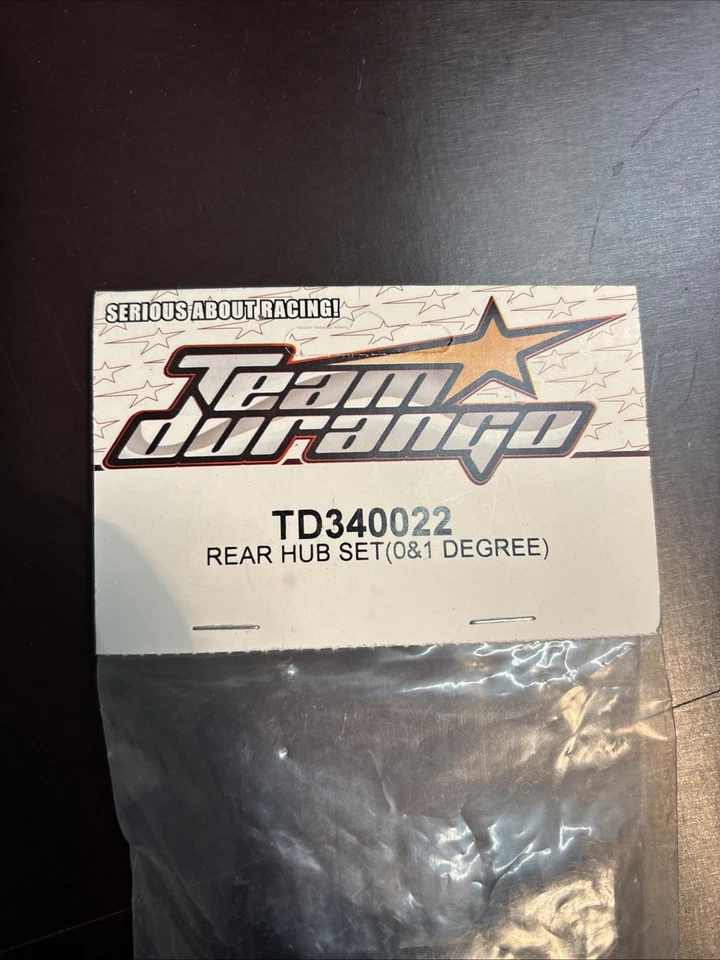 SERIOUS ABOUT RACING!
Team
durango
TD340022
REAR HUB SET(0&1 DEGREE)